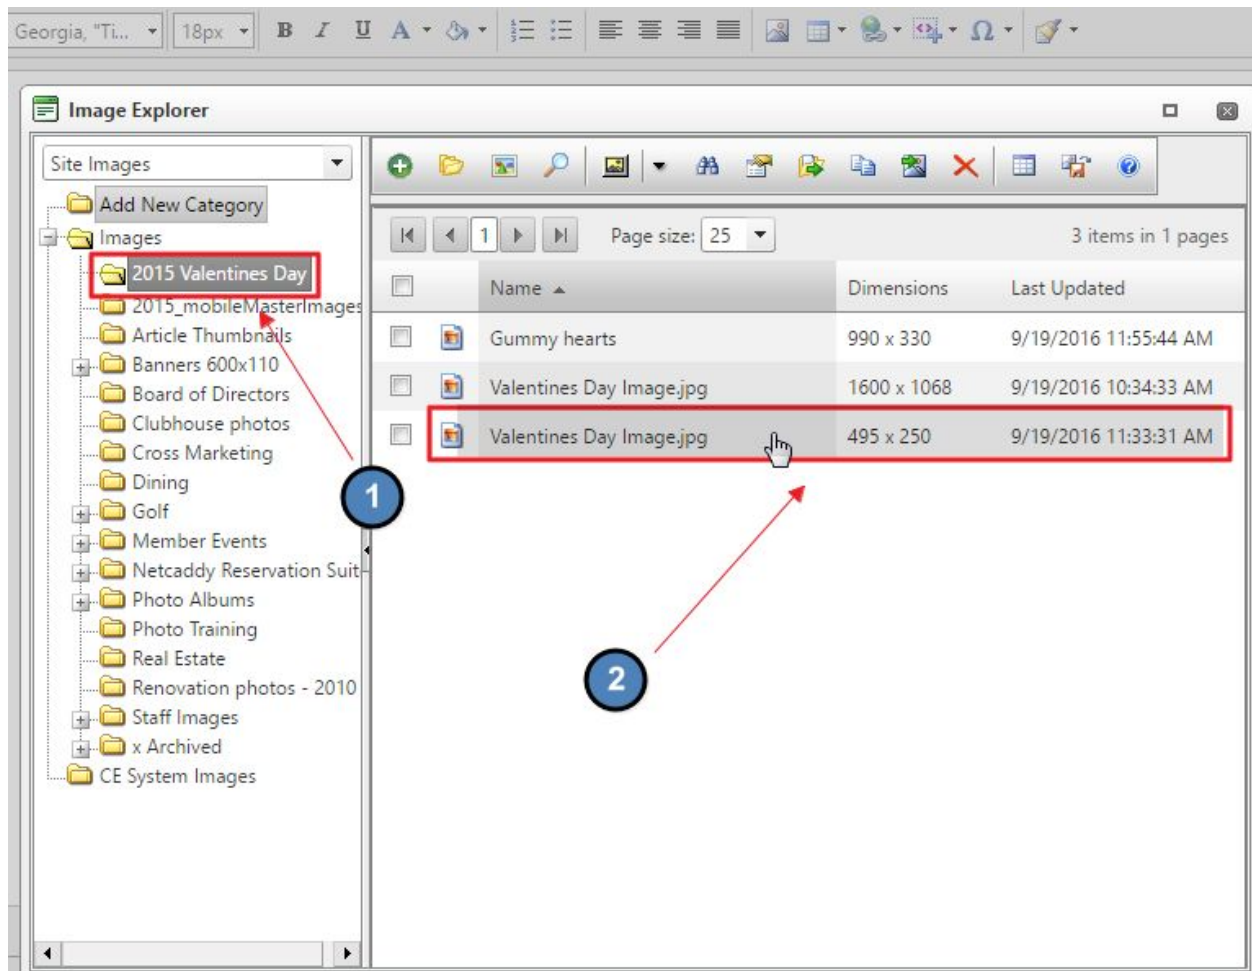 Georgia, "Ti... 18px B I U A Ω
Image Explorer
Site Images
Add New Category
Images
2015 Valentines Day
2015_mobileMasterImages
Article Thumbnails
Banners 600x110
Board of Directors
Clubhouse photos
Cross Marketing
Dining
Golf
Member Events
Netcaddy Reservation Suit
Photo Albums
Photo Training
Real Estate
Renovation photos - 2010
Staff Images
x Archived
CE System Images
1 Page size: 25 3 items in 1 pages
Name Dimensions Last Updated
Gummy hearts 990 x 330 9/19/2016 11:55:44 AM
Valentines Day Image.jpg 1600 x 1068 9/19/2016 10:34:33 AM
Valentines Day Image.jpg 495 x 250 9/19/2016 11:33:31 AM
1
2